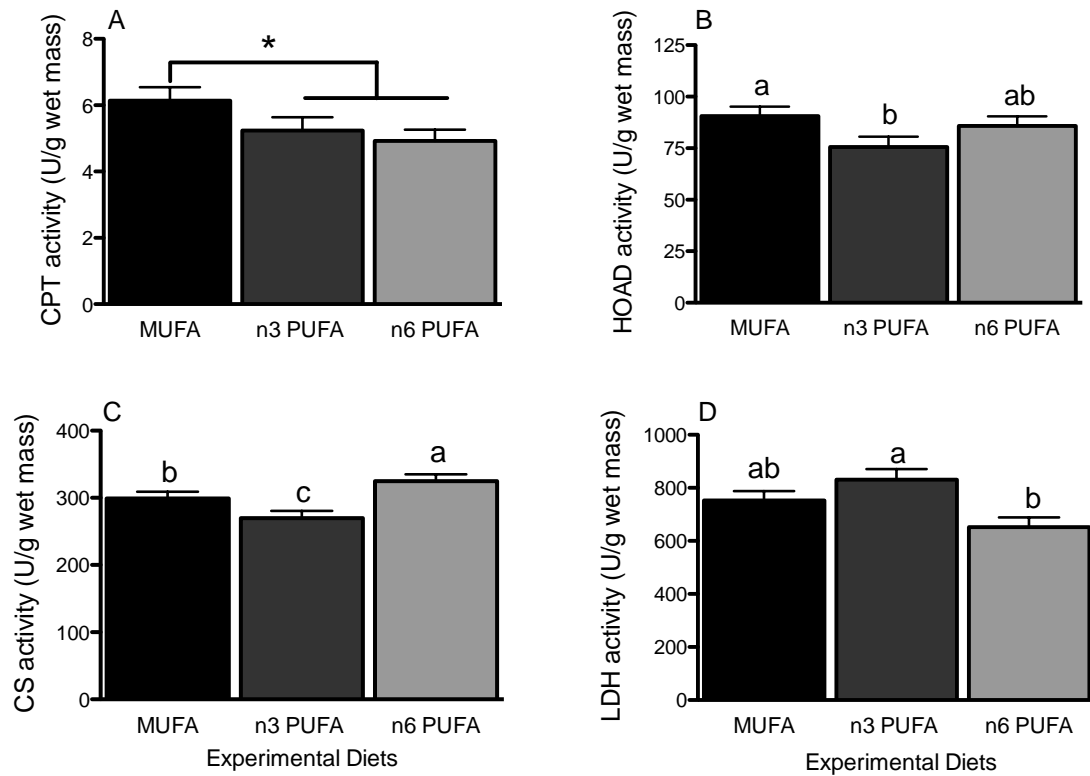 A
CPT activity (U/g wet mass)
8
6
4
2
0
*
MUFA
n3 PUFA
n6 PUFA
B
HOAD activity (U/g wet mass)
125
100
75
50
25
0
a
b
ab
MUFA
n3 PUFA
n6 PUFA
C
CS activity (U/g wet mass)
400
300
200
100
0
b
c
a
MUFA
n3 PUFA
n6 PUFA
Experimental Diets
D
LDH activity (U/g wet mass)
1000
800
600
400
200
0
ab
a
b
MUFA
n3 PUFA
n6 PUFA
Experimental Diets